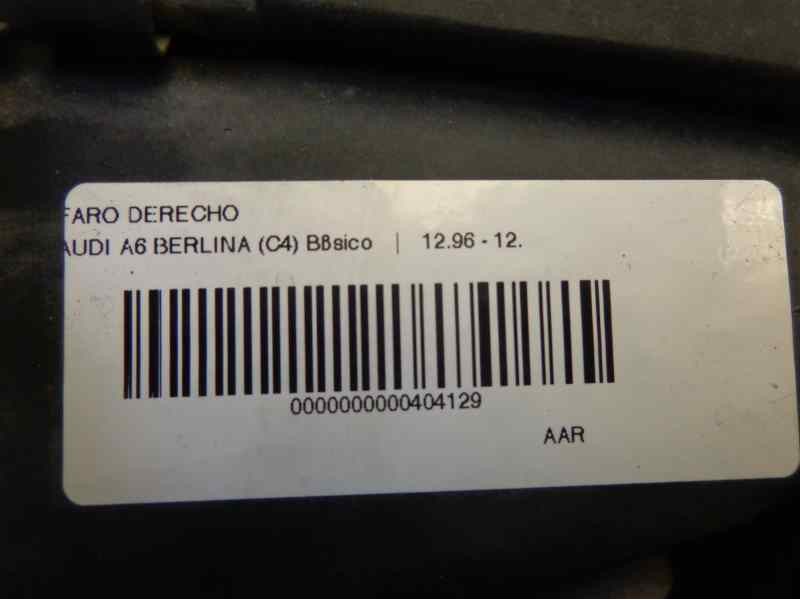 FARO DERECHO
AUDI A6 BERLINA (C4) Bßsico | 12.96 - 12.
0000000000404129
AAR